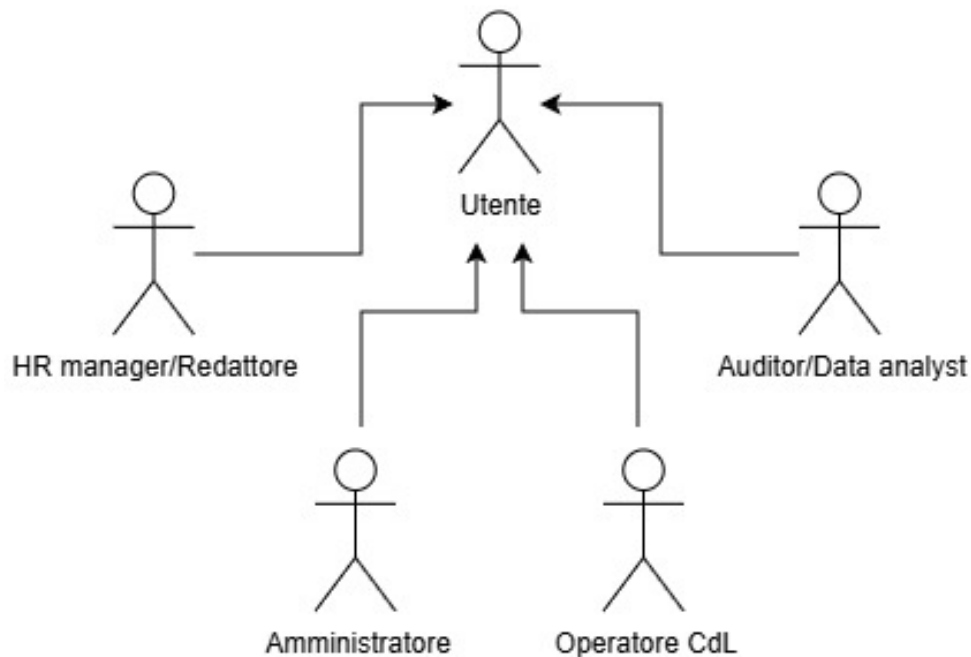 Utente
HR manager/Redattore
Auditor/Data analyst
Amministratore
Operatore CdL